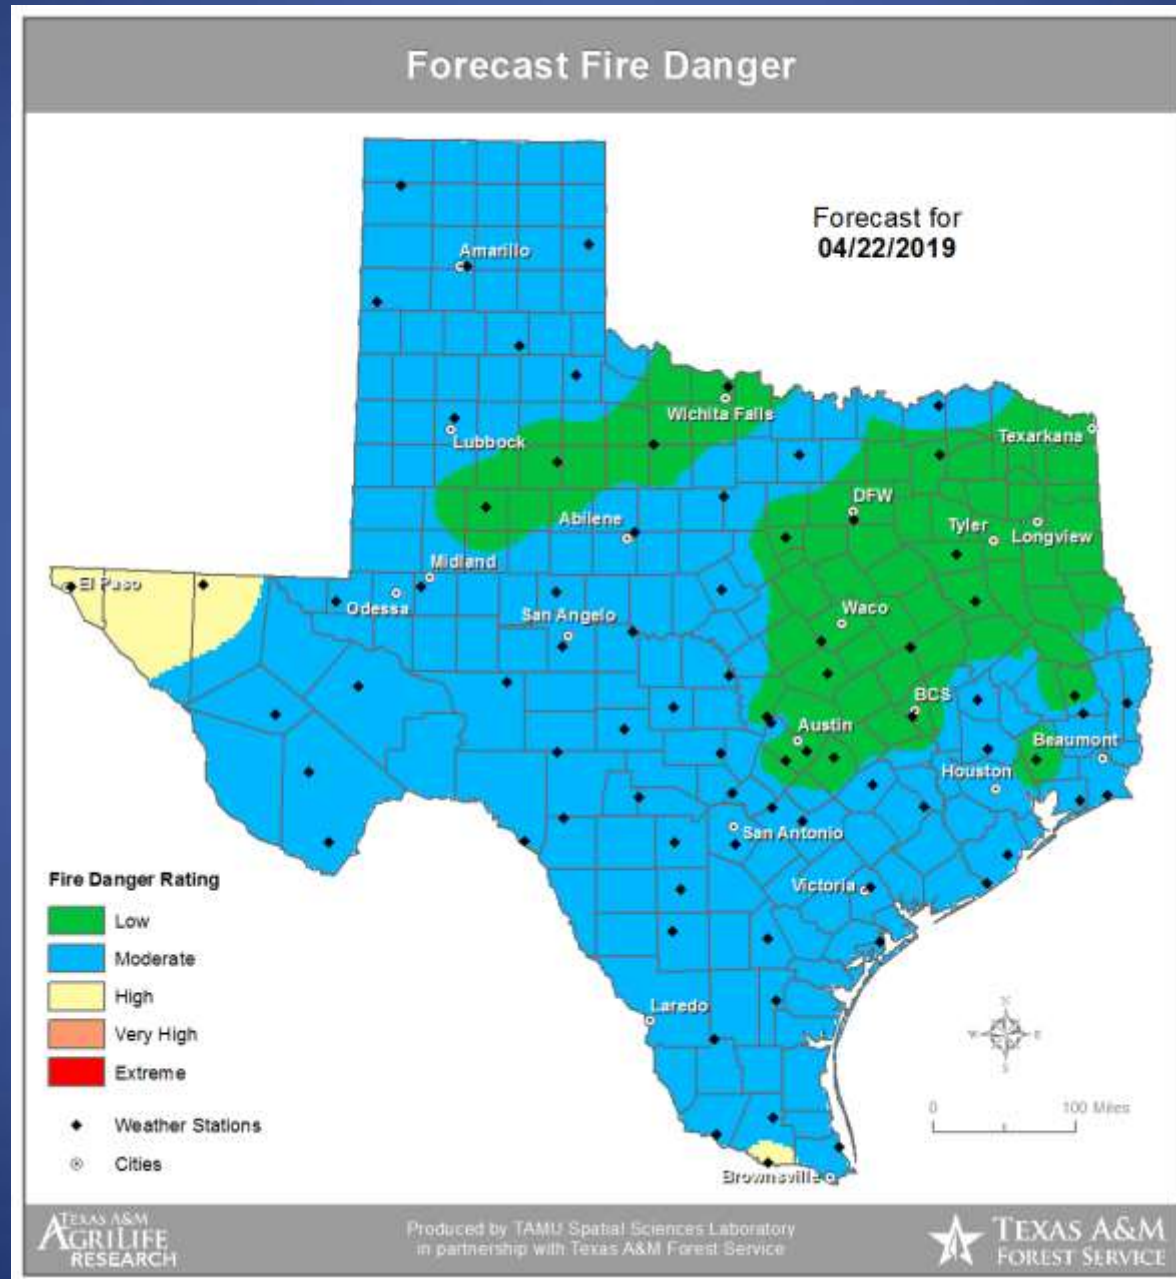 Forecast Fire Danger
Forecast for
04/22/2019
Amarillo
Wichita Falls
Lubbock
Texarkana
DFW
Abilene
Tyler
Longview
Midland
El Paso
Odessa
San Angelo
Waco
BCS
Austin
Beaumont
Houston
San Antonio
Victoria
Laredo
Brownsville
Fire Danger Rating
Low
Moderate
High
Very High
Extreme
Weather Stations
Cities
N
W E
S
0 100 Miles
TEXAS A&M
AGRILIFE
RESEARCH
Produced by TAMU Spatial Sciences Laboratory
in partnership with Texas A&M Forest Service
TEXAS A&M
FOREST SERVICE